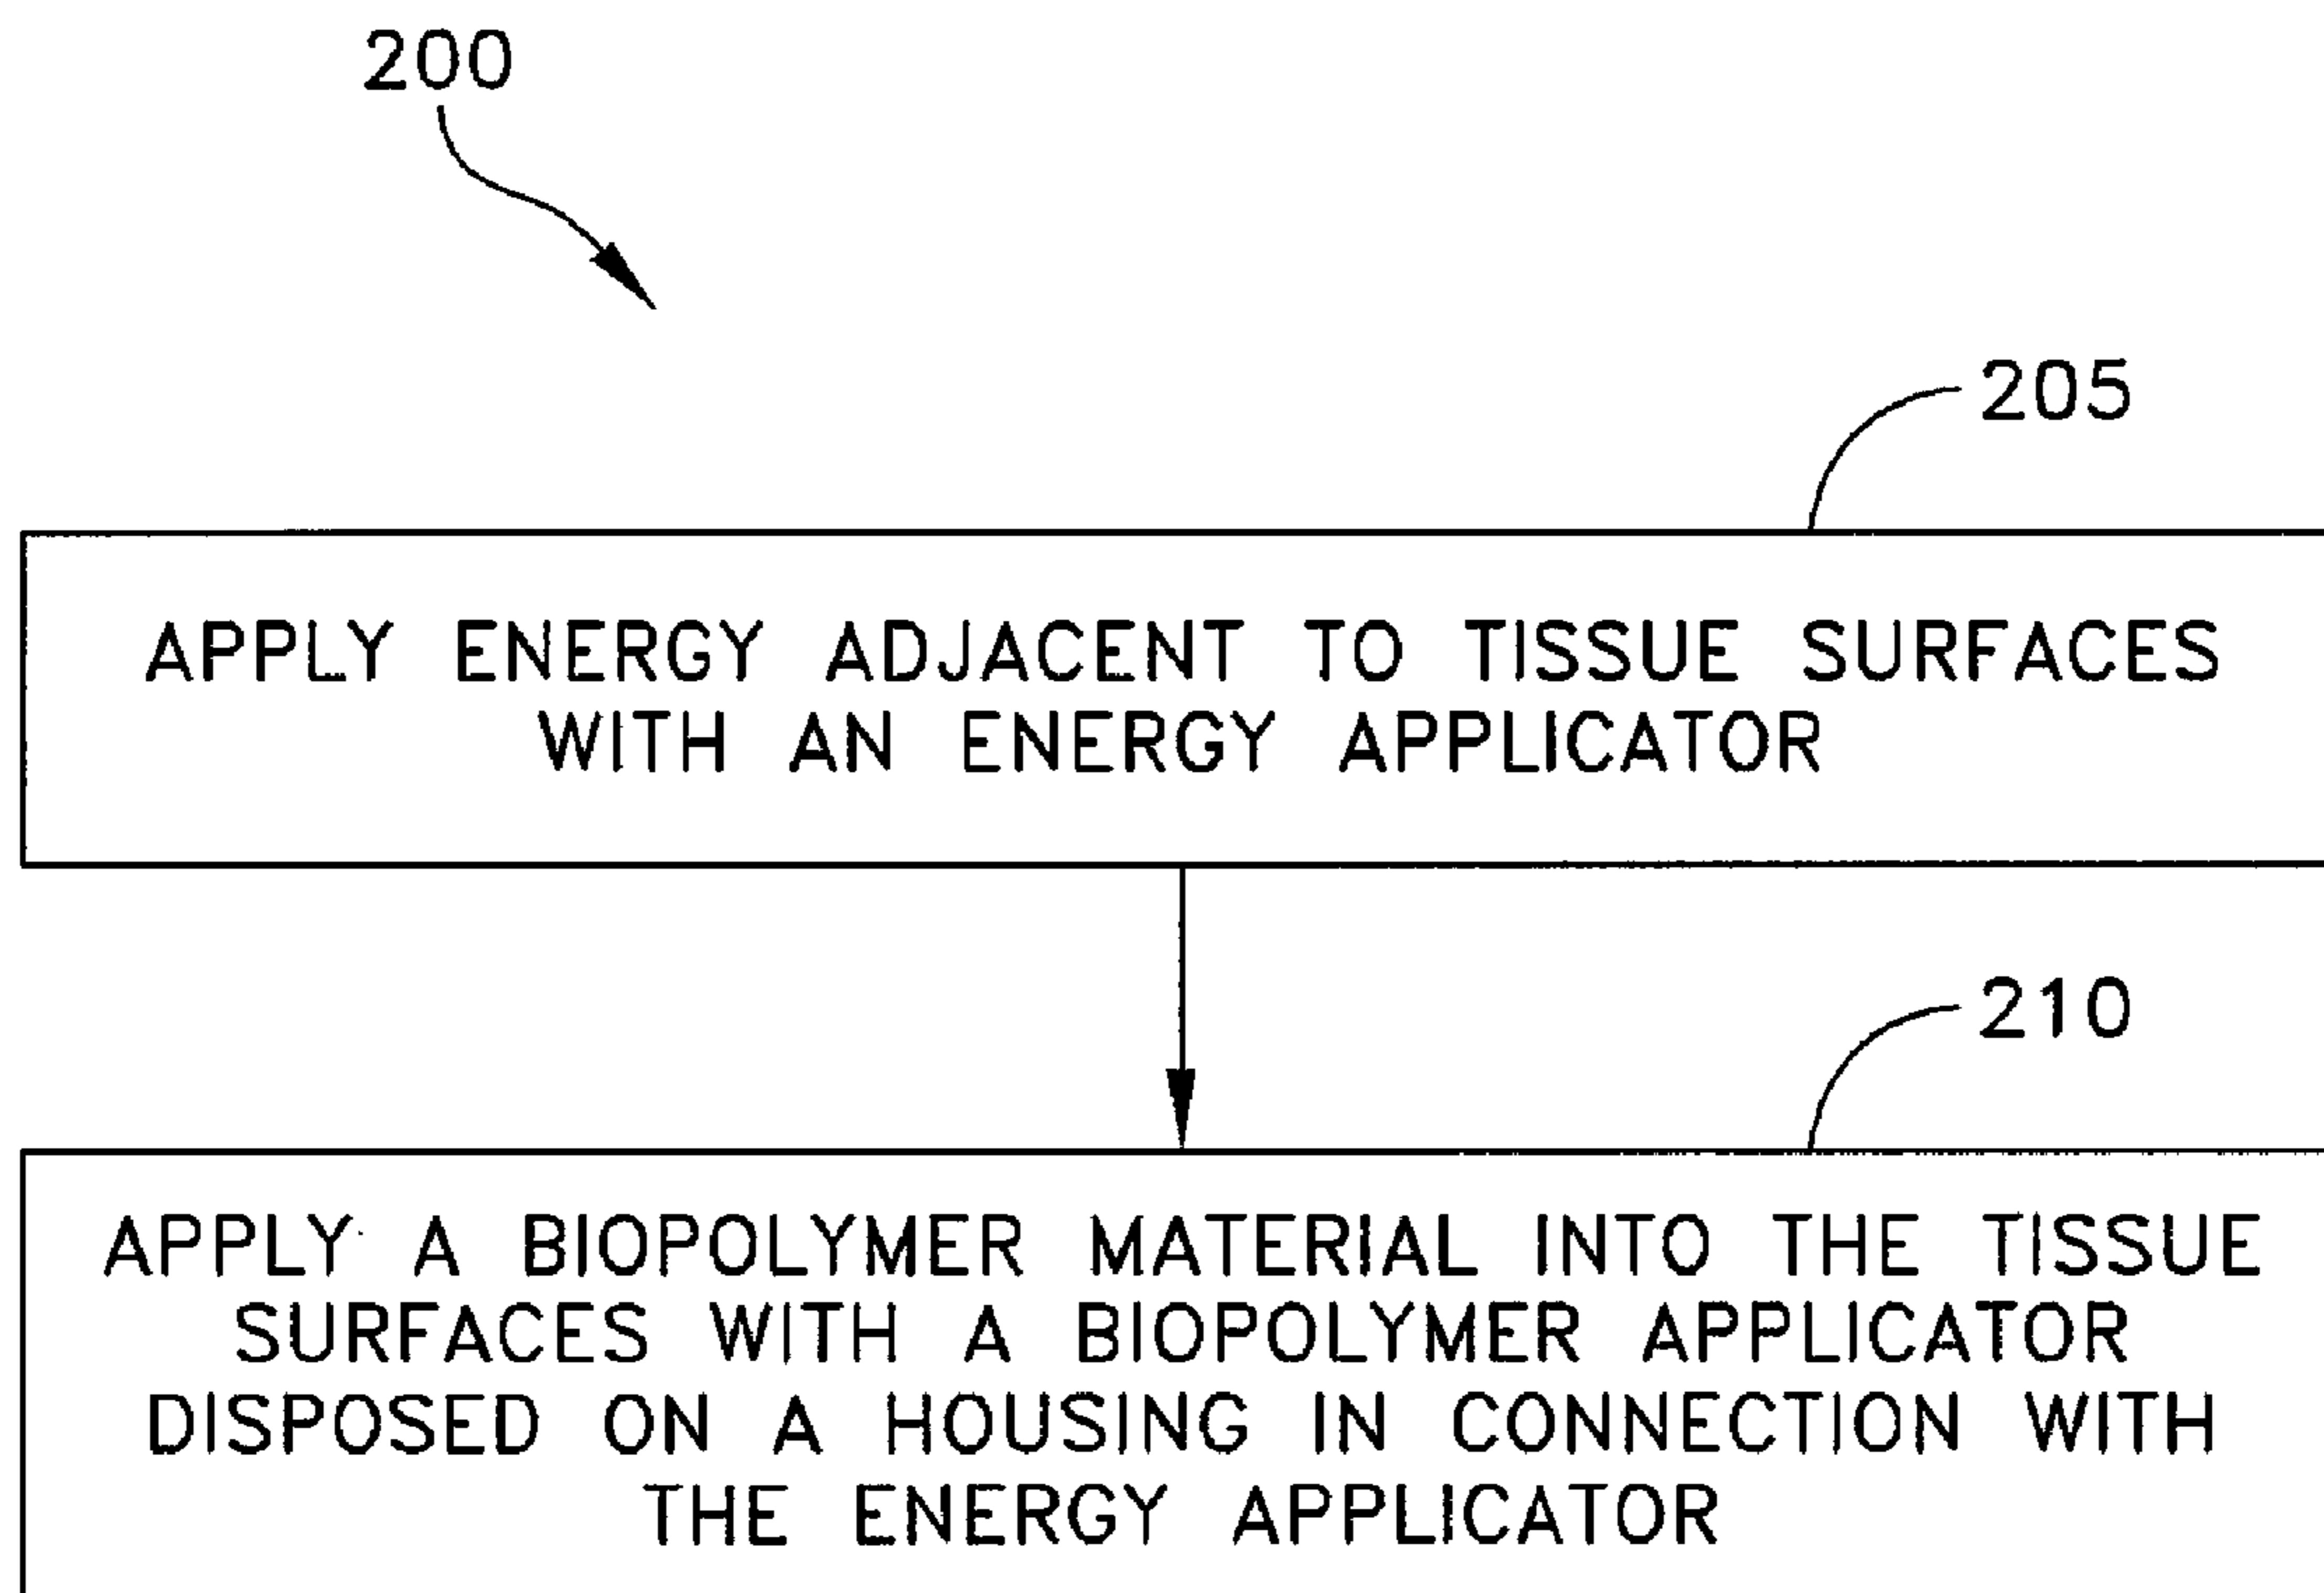 200
205
APPLY ENERGY ADJACENT TO TISSUE SURFACES
WITH AN ENERGY APPLICATOR
210
APPLY A BIOPOLYMER MATERIAL INTO THE TISSUE
SURFACES WITH A BIOPOLYMER APPLICATOR
DISPOSED ON A HOUSING IN CONNECTION WITH
THE ENERGY APPLICATOR